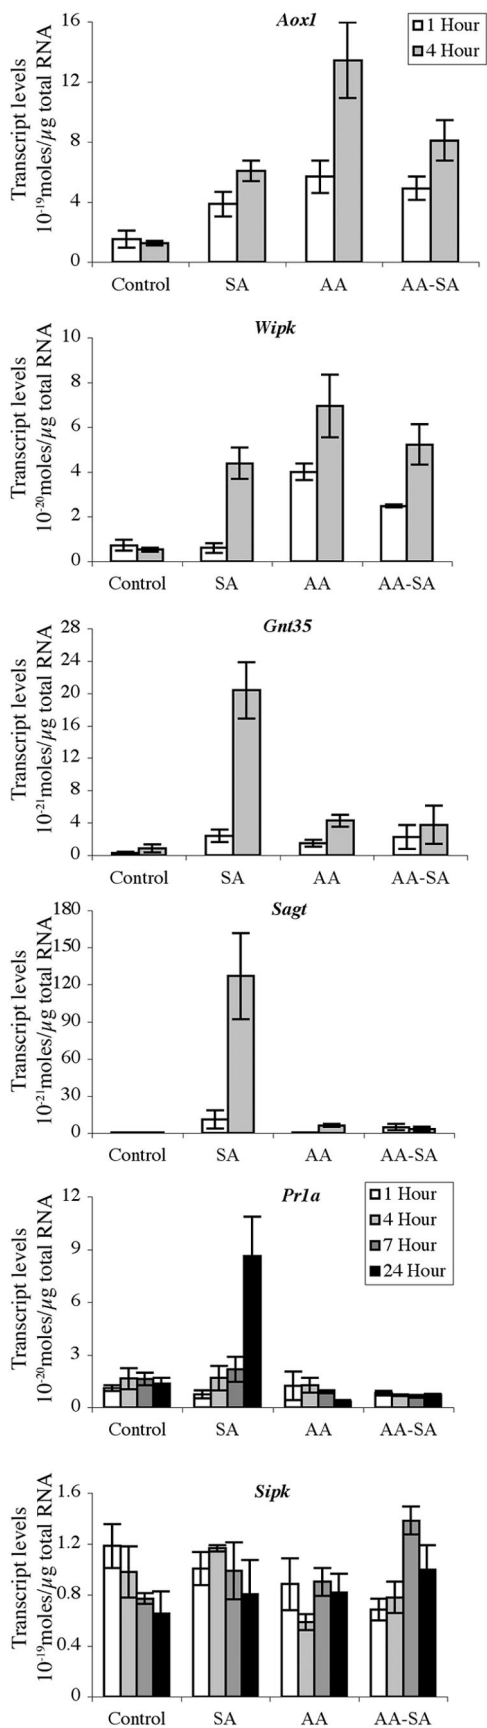 Aox1
1 Hour
4 Hour
Transcript levels
10-19moles/µg total RNA
16
12
8
4
0
Control SA AA AA-SA
Wipk
Transcript levels
10-20moles/µg total RNA
10
8
6
4
2
0
Control SA AA AA-SA
Gnt35
Transcript levels
10-21moles/µg total RNA
28
24
20
16
12
8
4
0
Control SA AA AA-SA
Sagt
Transcript levels
10-21moles/µg total RNA
180
150
120
90
60
30
0
Control SA AA AA-SA
Pr1a
1 Hour
4 Hour
7 Hour
24 Hour
Transcript levels
10-20moles/µg total RNA
12
9
6
3
0
Control SA AA AA-SA
Sipk
Transcript levels
10-19moles/µg total RNA
1.6
1.2
0.8
0.4
0
Control SA AA AA-SA